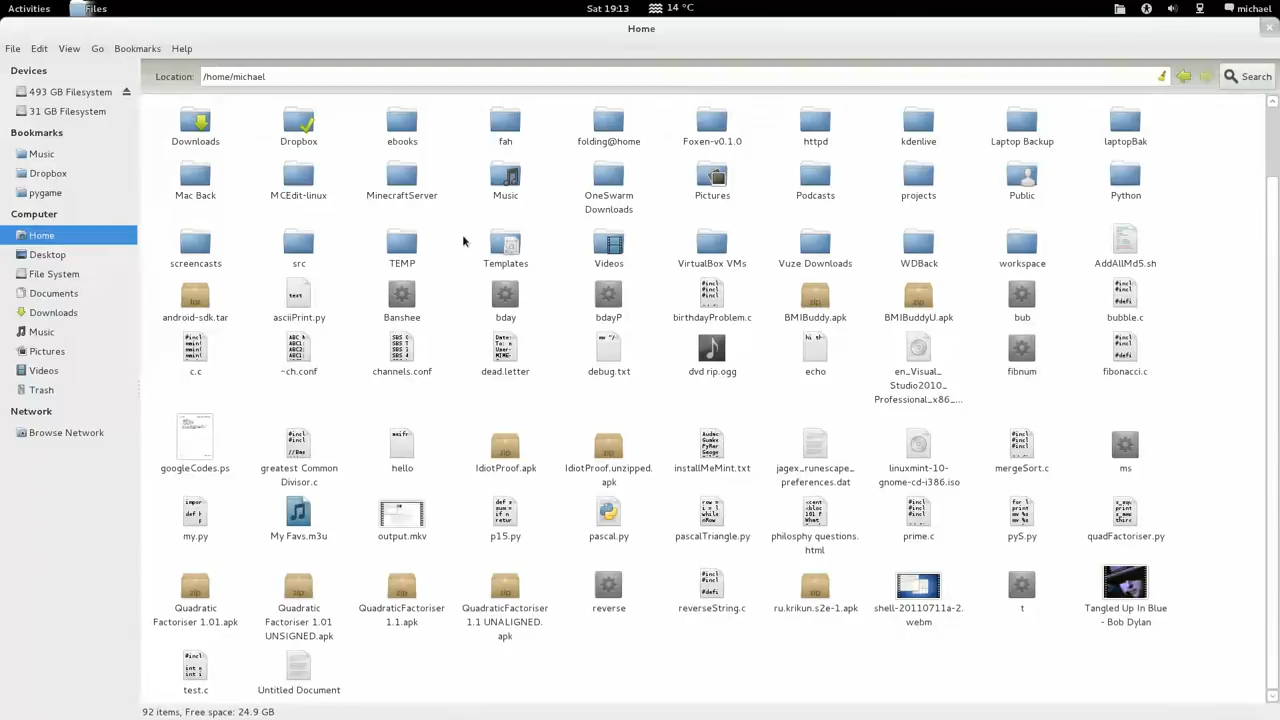 Activities Files Sat 19:13 14 °C michael
Home
File Edit View Go Bookmarks Help
Devices
493 GB Filesystem
31 GB Filesystem
Bookmarks
Music
Dropbox
pygame
Computer
Home
Desktop
File System
Documents
Downloads
Music
Pictures
Videos
Trash
Network
Browse Network
Location: /home/michael Search
Downloads Dropbox ebooks fah folding@home Foxen-v0.1.0 httpd kdenlive Laptop Backup laptopBak
Mac Back MCEdit-linux MinecraftServer Music OneSwarm Pictures Podcasts projects Public Python
Downloads
screencasts src TEMP Templates Videos VirtualBox VMs Vuze Downloads WDBack workspace AddAllMd5.sh
text
android-sdk.tar asciiPrint.py Banshee bday bdayP birthdayProblem.c BMIBuddy.apk BMIBuddyU.apk bub bubble.c
c.c ~ch.conf channels.conf dead.letter debug.txt dvd rip.ogg echo en_Visual_ fibnum fibonacci.c
Studio2010_
Professional_x86_...
googleCodes.ps greatest Common hello IdiotProof.apk IdiotProof.unzipped. installMeMint.txt jagex_runescape_ linuxmint-10- mergeSort.c ms
Divisor.c apk preferences.dat gnome-cd-i386.iso
my.py My Favs.m3u output.mkv p15.py pascal.py pascalTriangle.py philosphy questions. prime.c pyS.py quadFactoriser.py
html
Quadratic Quadratic QuadraticFactoriser QuadraticFactoriser reverse reverseString.c ru.krikun.s2e-1.apk shell-20110711a-2. t Tangled Up In Blue
Factoriser 1.01.apk Factoriser 1.01 1.1.apk 1.1 UNALIGNED. webm - Bob Dylan
UNSIGNED.apk apk
test.c Untitled Document
92 items, Free space: 24.9 GB